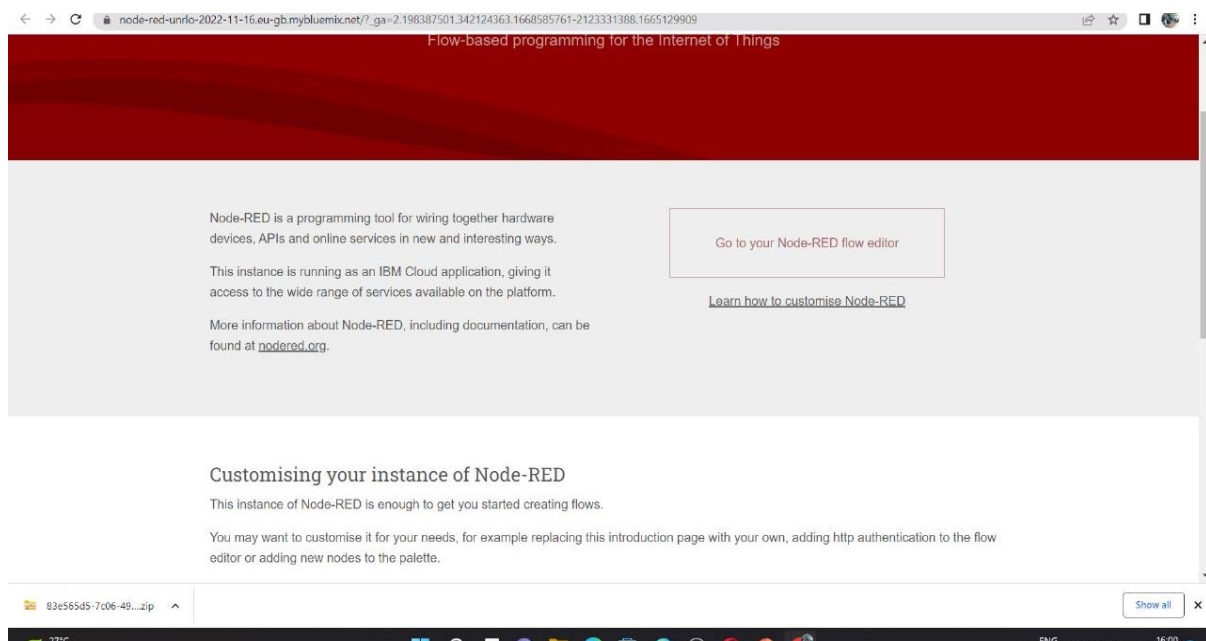 node-red-unrlo-2022-11-16.eu-gb.mybluemix.net/?_ga=2.198387501.342124363.1668585761-2123331388.1665129909
Flow-based programming for the Internet of Things
Node-RED is a programming tool for wiring together hardware
devices, APIs and online services in new and interesting ways.
This instance is running as an IBM Cloud application, giving it
access to the wide range of services available on the platform.
More information about Node-RED, including documentation, can be
found at nodered.org.
Go to your Node-RED flow editor
Learn how to customise Node-RED
Customising your instance of Node-RED
This instance of Node-RED is enough to get you started creating flows.
You may want to customise it for your needs, for example replacing this introduction page with your own, adding http authentication to the flow
editor or adding new nodes to the palette.
83e565d5-7c06-49....zip
Show all
27°C
ENG
16:00